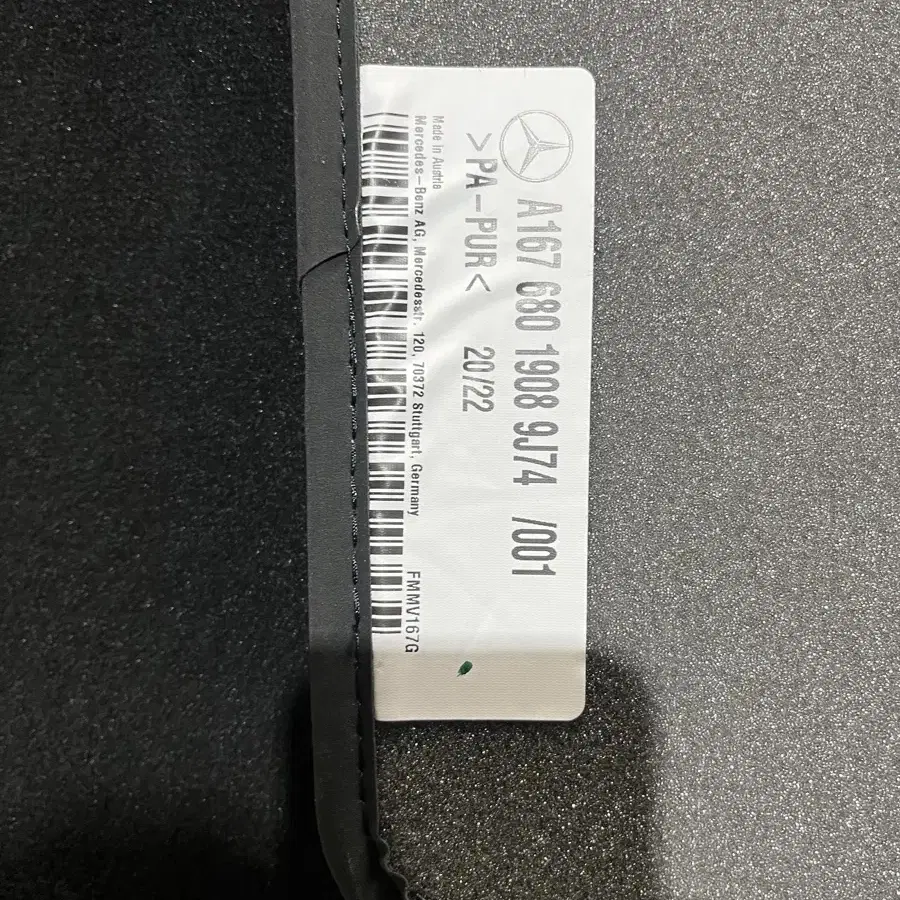 A167 680 1908 9J74 /001
>PA-PUR< 20/22
Made in Austria
Mercedes-Benz AG, Mercedesstr. 120, 70372 Stuttgart, Germany FMMV167G